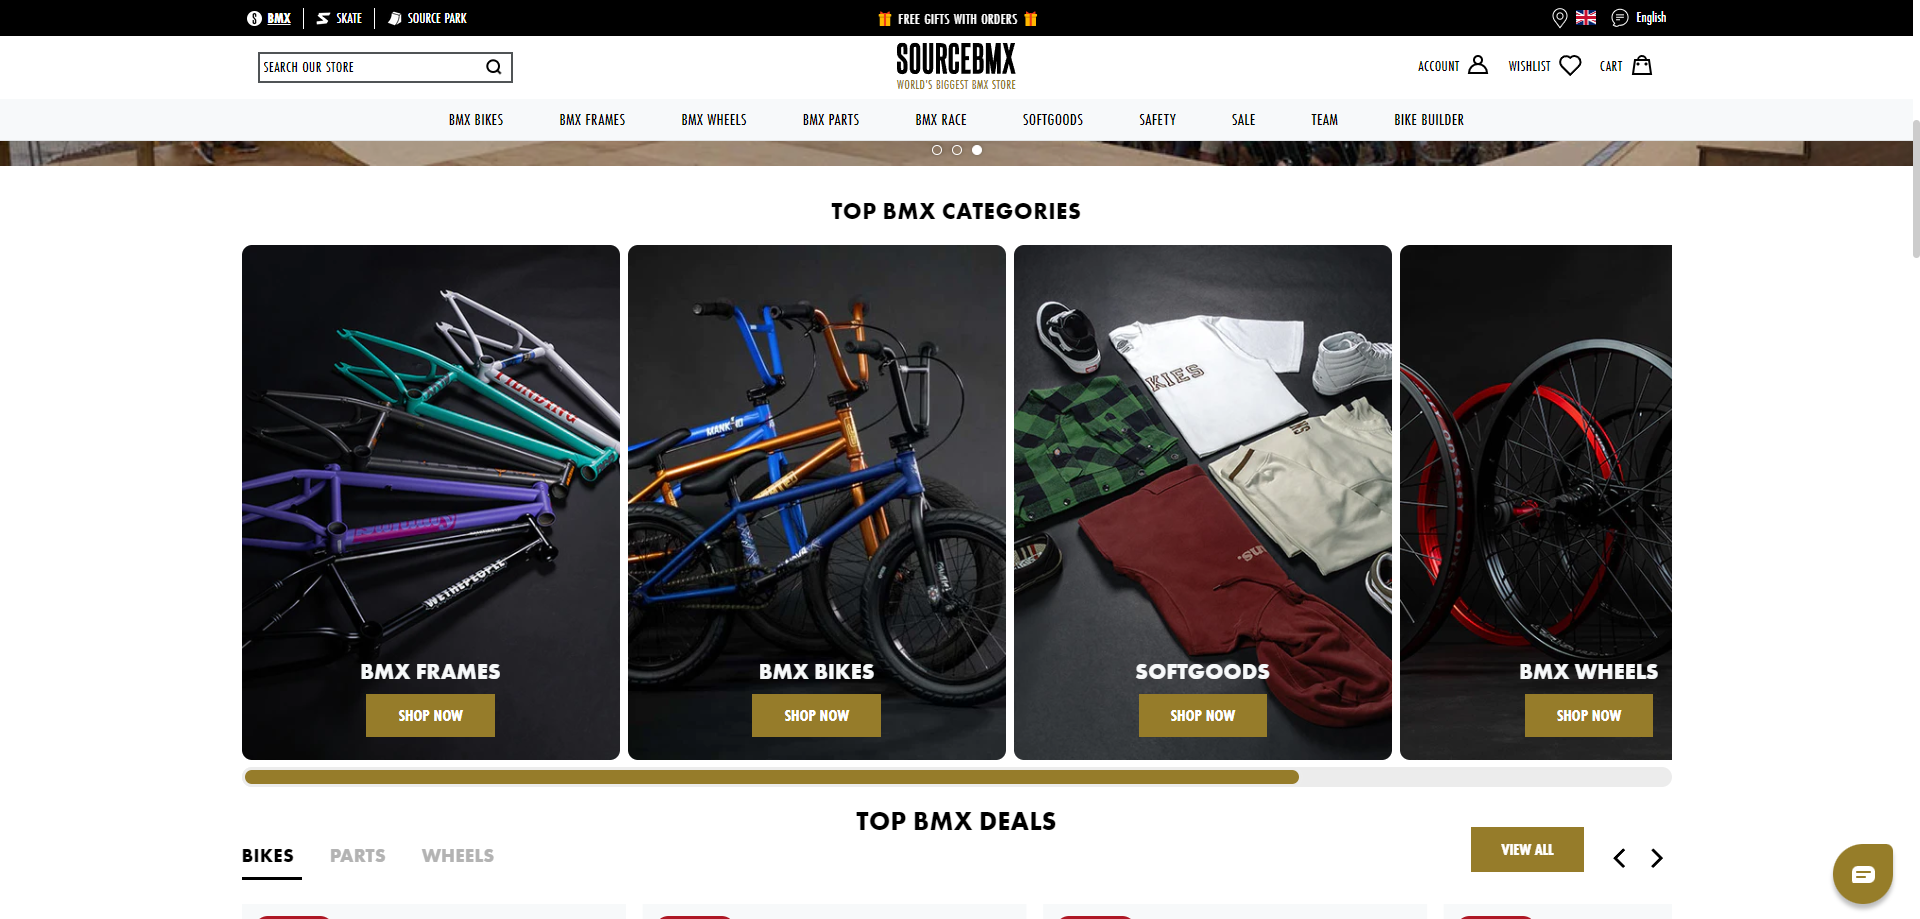 BMX
SKATE
SOURCE PARK
FREE GIFTS WITH ORDERS
English
SEARCH OUR STORE
SOURCEBMX
WORLD'S BIGGEST BMX STORE
ACCOUNT
WISHLIST
CART
BMX BIKES
BMX FRAMES
BMX WHEELS
BMX PARTS
BMX RACE
SOFTGOODS
SAFETY
SALE
TEAM
BIKE BUILDER
TOP BMX CATEGORIES
WETHEPEOPLE
BMX FRAMES
SHOP NOW
BMX BIKES
SHOP NOW
KIES
SOFTGOODS
SHOP NOW
BMX WHEELS
SHOP NOW
TOP BMX DEALS
BIKES
PARTS
WHEELS
VIEW ALL